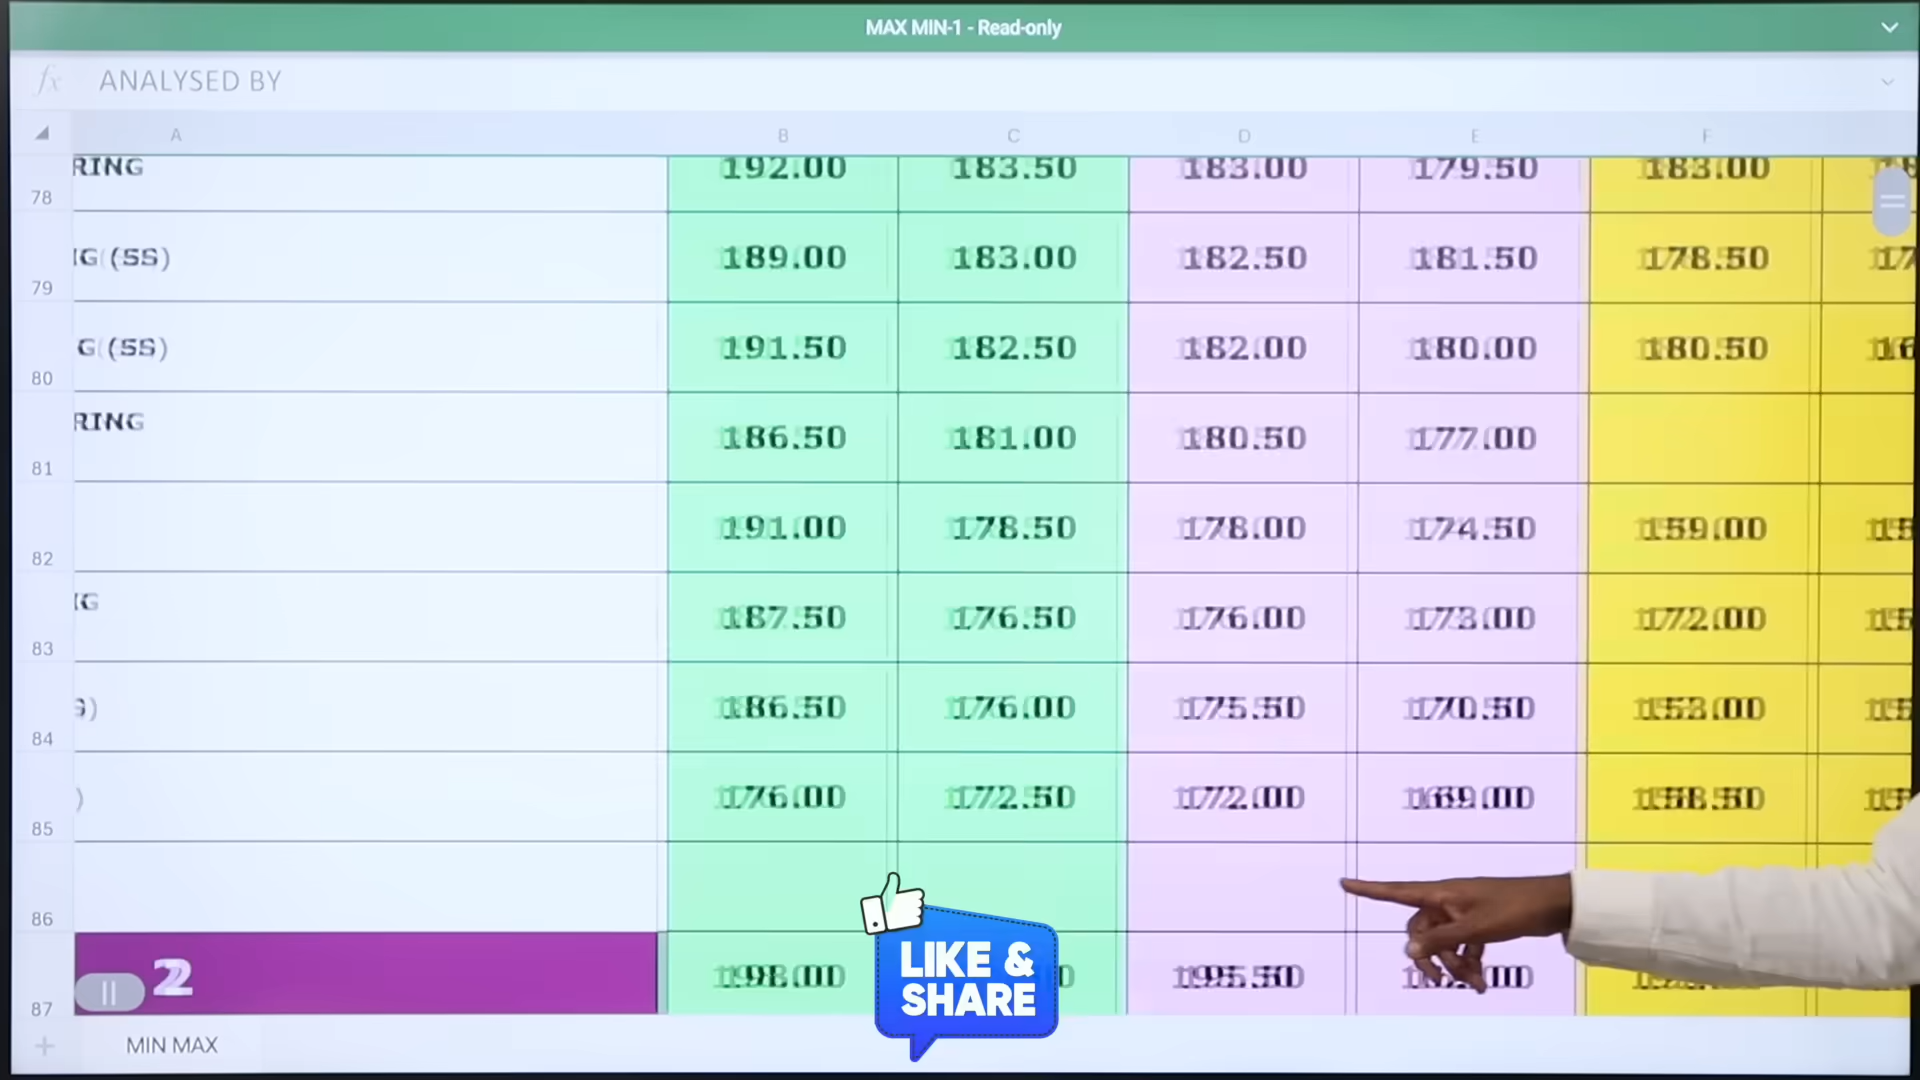 MAX MIN-1 - Read-only
fx ANALYSED BY
A B C D E F
78 RING 192.00 183.50 183.00 179.50 183.00
79 (SS) 189.00 183.00 182.50 181.50 178.50
80 G (SS) 191.50 182.50 182.00 180.00 180.50
81 RING 186.50 181.00 180.50 177.00
82 191.00 178.50 178.00 174.50 159.00
83 187.50 176.50 176.00 173.00 172.00
84 186.50 176.00 175.50 170.50 153.00
85 176.00 172.50 172.00 169.00 158.50
86
87 2 195.50
LIKE &
SHARE
MIN MAX